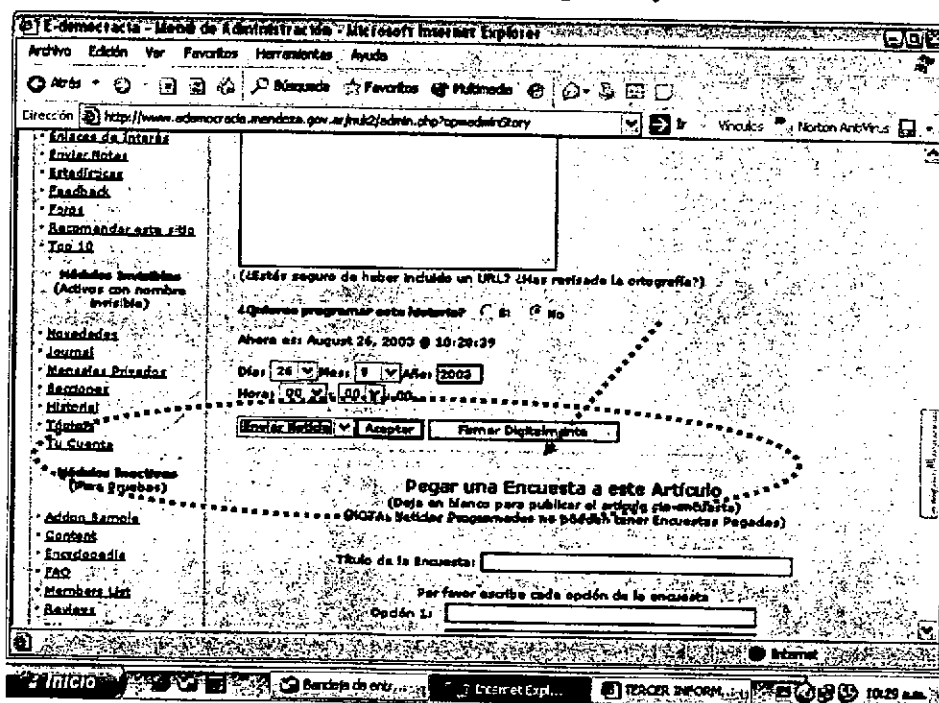 E-democracia - Menú de Administración - Microsoft Internet Explorer
Archivo Edición Ver Favoritos Herramientas Ayuda
Atrás Búsqueda Favoritos Multimedia
Dirección http://www.edemocracia.mendoza.gov.ar/nuk2/admin.php?op=adminStory Ir Vínculos Norton AntiVirus
Enlaces de Interés
Enviar Notas
Estadísticas
Feedback
Foros
Recomendar este sitio
Top 10
Módulos Invisibles
(Activos con nombre
invisible)
Novedades
Journal
Mensajes Privados
Secciones
Historial
Tópicos
Tu Cuenta
Módulos Inactivos
(Para Pruebas)
Addon Sample
Content
Encyclopedia
FAQ
Members List
Reviews
(¿Estás seguro de haber incluido un URL? ¿Has revisado la ortografía?)
¿Quieres programar esta historia? Si No
Ahora es: August 26, 2003 @ 10:28:39
Día: 26 Mes: 8 Año: 2003
Hora: 00 : 00 : 00
Enviar Noticia Aceptar Firmar Digitalmente
Pegar una Encuesta a este Artículo
(Deja en blanco para publicar el artículo sin encuesta)
(NOTA: Noticias Programadas no pueden tener Encuestas Pegadas)
Título de la Encuesta:
Por favor escribe cada opción de la encuesta
Opción 1:
Internet
Inicio Bandeja de entr... Internet Expl... TERCER INFORM... 10:29 a.m.